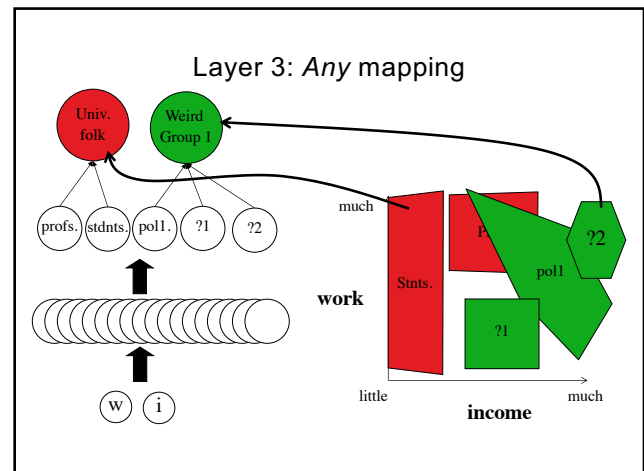 Layer 3: Any mapping
Univ.
folk
Weird
Group 1
profs.
stdnts.
pol1.
?1
?2
w
i
much
work
little
income
much
Stnts.
P
pol1
?1
?2